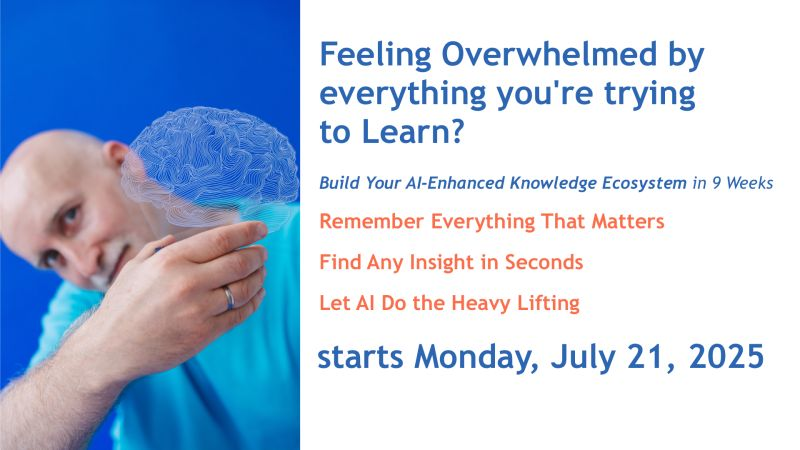 Feeling Overwhelmed by
everything you're trying
to Learn?
Build Your AI-Enhanced Knowledge Ecosystem in 9 Weeks
Remember Everything That Matters
Find Any Insight in Seconds
Let AI Do the Heavy Lifting
starts Monday, July 21, 2025